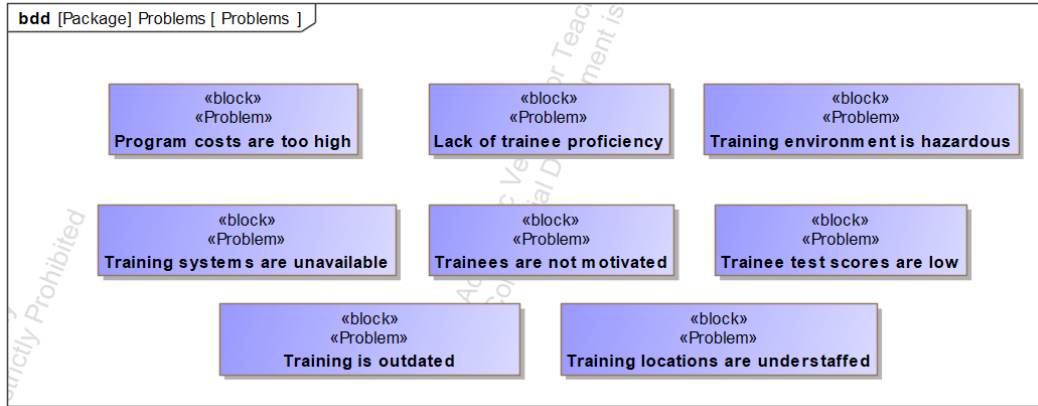 bdd [Package] Problems [ Problems ]
«block»
«Problem»
Program costs are too high
«block»
«Problem»
Lack of trainee proficiency
«block»
«Problem»
Training environment is hazardous
«block»
«Problem»
Training systems are unavailable
«block»
«Problem»
Trainees are not motivated
«block»
«Problem»
Trainee test scores are low
«block»
«Problem»
Training is outdated
«block»
«Problem»
Training locations are understaffed
Prohibited